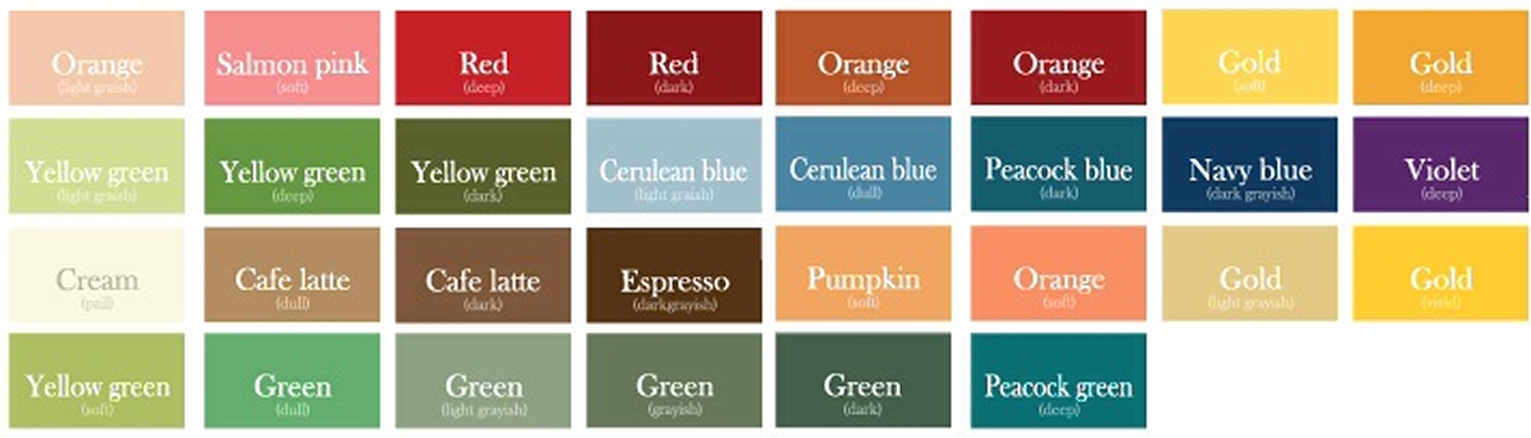 Orange
(light graish)
Salmon pink
(soft)
Red
(deep)
Red
(dark)
Orange
(deep)
Orange
(dark)
Gold
(soft)
Gold
(deep)
Yellow green
(light graish)
Yellow green
(deep)
Yellow green
(dark)
Cerulean blue
(light graish)
Cerulean blue
(dull)
Peacock blue
(dark)
Navy blue
(dark grayish)
Violet
(deep)
Cream
(pail)
Cafe latte
(dull)
Cafe latte
(dark)
Espresso
(darkgrayish)
Pumpkin
(soft)
Orange
(soft)
Gold
(light grayish)
Gold
(vivid)
Yellow green
(soft)
Green
(dull)
Green
(light grayish)
Green
(grayish)
Green
(dark)
Peacock green
(deep)